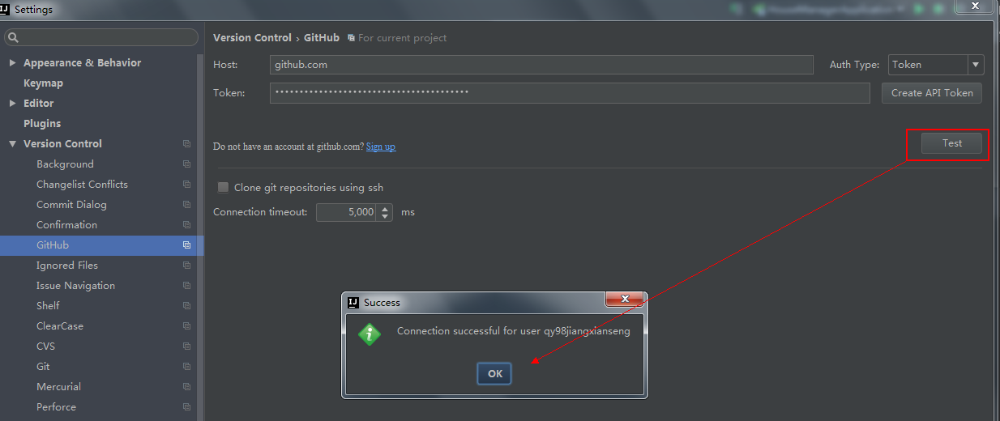 IJ Settings
Version Control › GitHub For current project
Appearance & Behavior
Keymap
Editor
Plugins
Version Control
Background
Changelist Conflicts
Commit Dialog
Confirmation
GitHub
Ignored Files
Issue Navigation
Shelf
ClearCase
CVS
Git
Mercurial
Perforce
Host: github.com Auth Type: Token
Token: •••••••••••••••••••••••••••••••••••••••• Create API Token
Do not have an account at github.com? Sign up Test
Clone git repositories using ssh
Connection timeout: 5,000 ms
IJ Success
Connection successful for user qy98jiangxianseng
OK